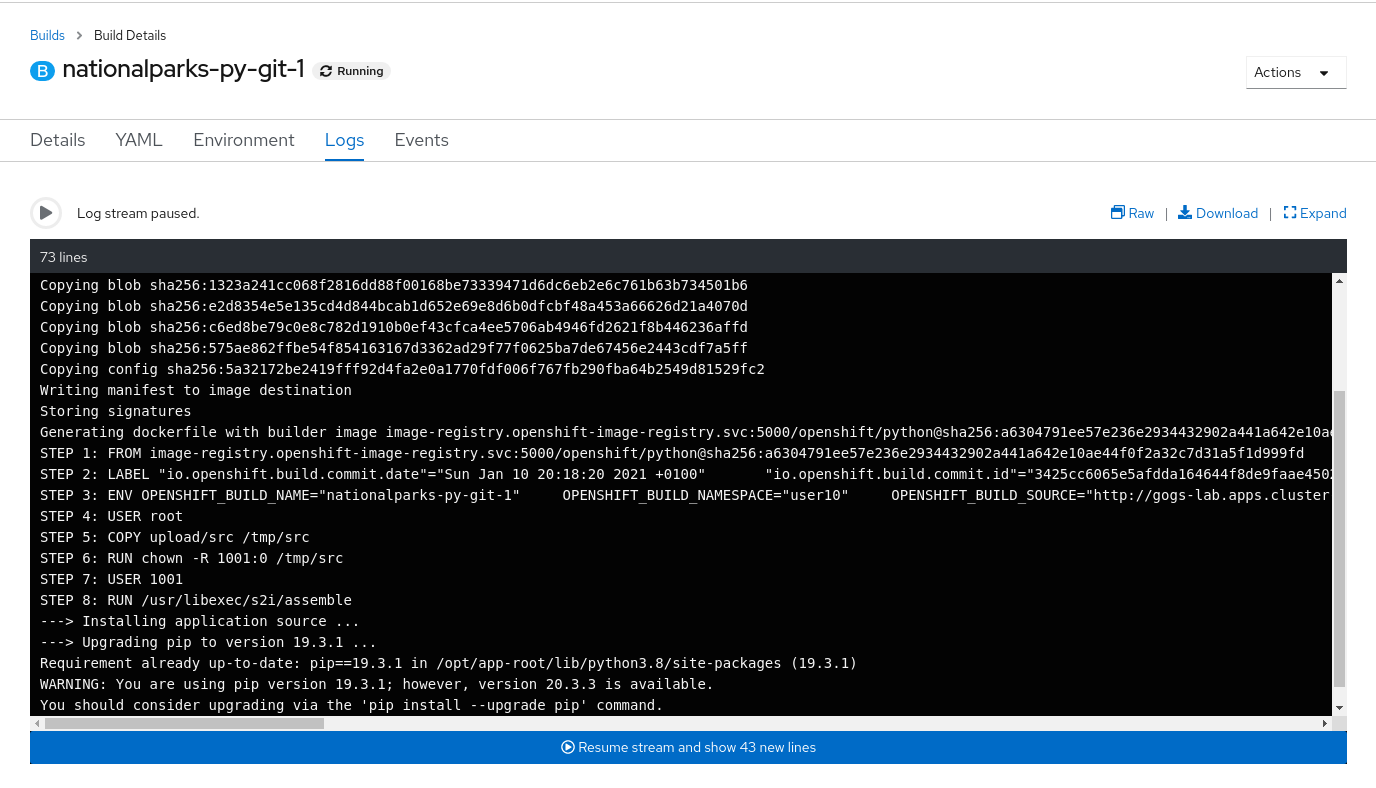 Builds > Build Details
B nationalparks-py-git-1 Running
Actions
Details YAML Environment Logs Events
Log stream paused.
Raw | Download | Expand
73 lines
Copying blob sha256:1323a241cc068f2816dd88f00168be73339471d6dc6eb2e6c761b63b734501b6
Copying blob sha256:e2d8354e5e135cd4d844bcab1d652e69e8d6b0dfcbf48a453a66626d21a4070d
Copying blob sha256:c6ed8be79c0e8c782d1910b0ef43cfca4ee5706ab4946fd2621f8b446236affd
Copying blob sha256:575ae862ffbe54f854163167d3362ad29f77f0625ba7de67456e2443cdf7a5ff
Copying config sha256:5a32172be2419fff92d4fa2e0a1770fdf006f767fb290fba64b2549d81529fc2
Writing manifest to image destination
Storing signatures
Generating dockerfile with builder image image-registry.openshift-image-registry.svc:5000/openshift/python@sha256:a6304791ee57e236e2934432902a441a642e10ae
STEP 1: FROM image-registry.openshift-image-registry.svc:5000/openshift/python@sha256:a6304791ee57e236e2934432902a441a642e10ae44f0f2a32c7d31a5f1d999fd
STEP 2: LABEL "io.openshift.build.commit.date"="Sun Jan 10 20:18:20 2021 +0100" "io.openshift.build.commit.id"="3425cc6065e5afdda164644f8de9faae4502
STEP 3: ENV OPENSHIFT_BUILD_NAME="nationalparks-py-git-1" OPENSHIFT_BUILD_NAMESPACE="user10" OPENSHIFT_BUILD_SOURCE="http://gogs-lab.apps.cluster
STEP 4: USER root
STEP 5: COPY upload/src /tmp/src
STEP 6: RUN chown -R 1001:0 /tmp/src
STEP 7: USER 1001
STEP 8: RUN /usr/libexec/s2i/assemble
---> Installing application source ...
---> Upgrading pip to version 19.3.1 ...
Requirement already up-to-date: pip==19.3.1 in /opt/app-root/lib/python3.8/site-packages (19.3.1)
WARNING: You are using pip version 19.3.1; however, version 20.3.3 is available.
You should consider upgrading via the 'pip install --upgrade pip' command.
Resume stream and show 43 new lines